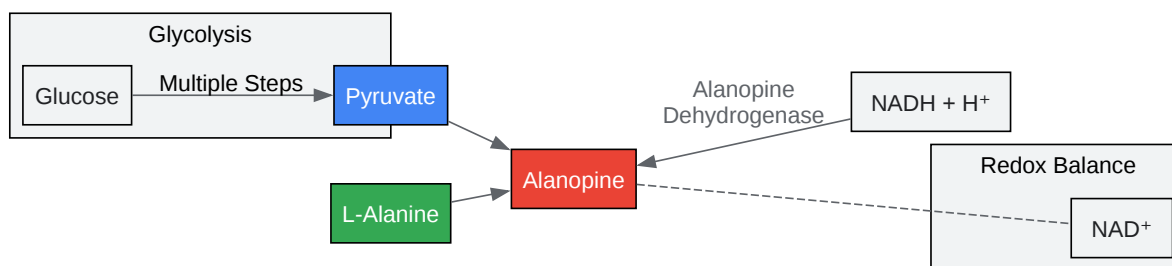 Glycolysis
Glucose
Multiple Steps
Pyruvate
L-Alanine
Alanopine
Alanopine
Dehydrogenase
NADH + H⁺
Redox Balance
NAD⁺